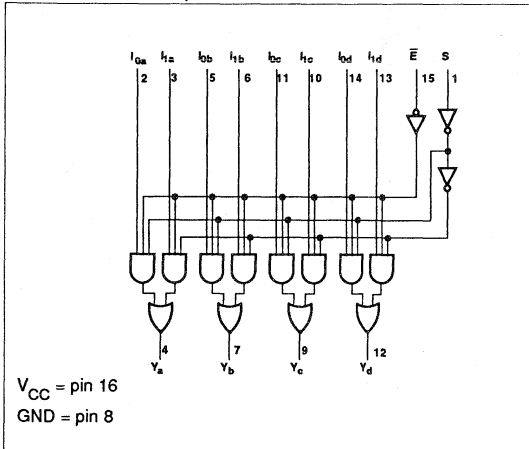 I0a I1a I0b I1b I0c I1c I0d I1d E̅ S
2 3 5 6 11 10 14 13 15 1
4 7 9 12
Ya Yb Yc Yd
VCC = pin 16
GND = pin 8